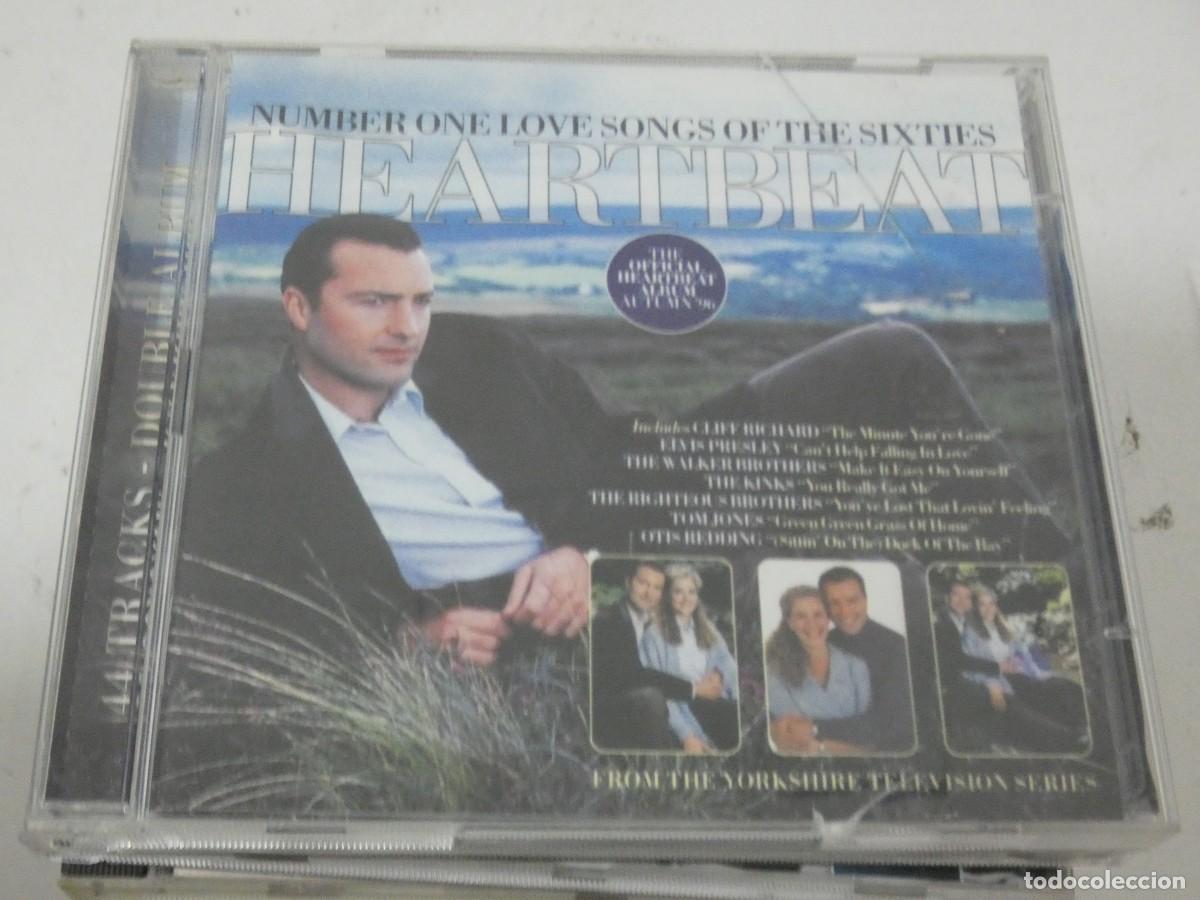 NUMBER ONE LOVE SONGS OF THE SIXTIES
HEARTBEAT
THE
OFFICIAL
HEARTBEAT
ALBUM
AUTUMN '96
Includes CLIFF RICHARD "The Minute You're Gone"
ELVIS PRESLEY "Can't Help Falling In Love"
THE WALKER BROTHERS "Make It Easy On Yourself"
THE KINKS "You Really Got Me"
THE RIGHTEOUS BROTHERS "You've Lost That Lovin' Feeling"
TOM JONES "Green Green Grass Of Home"
OTIS REDDING "(Sittin' On The) Dock Of The Bay"
FROM THE YORKSHIRE TELEVISION SERIES
44 TRACKS - DOUBLE ALBUM
todocoleccion